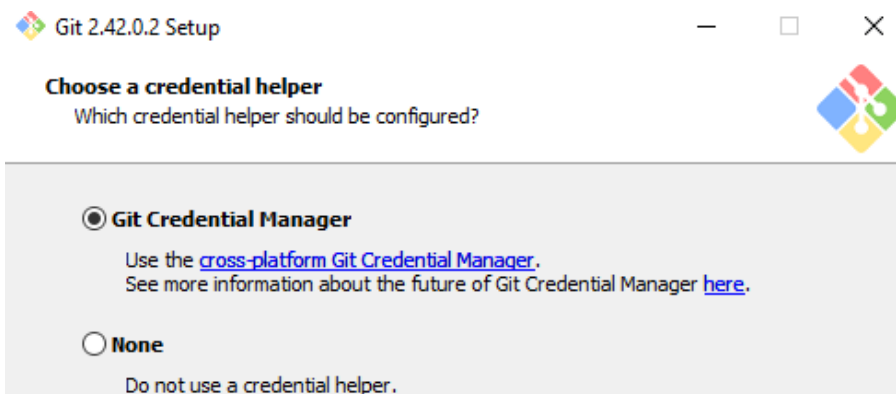 Git 2.42.0.2 Setup
Choose a credential helper
Which credential helper should be configured?
Git Credential Manager
Use the cross-platform Git Credential Manager.
See more information about the future of Git Credential Manager here.
None
Do not use a credential helper.